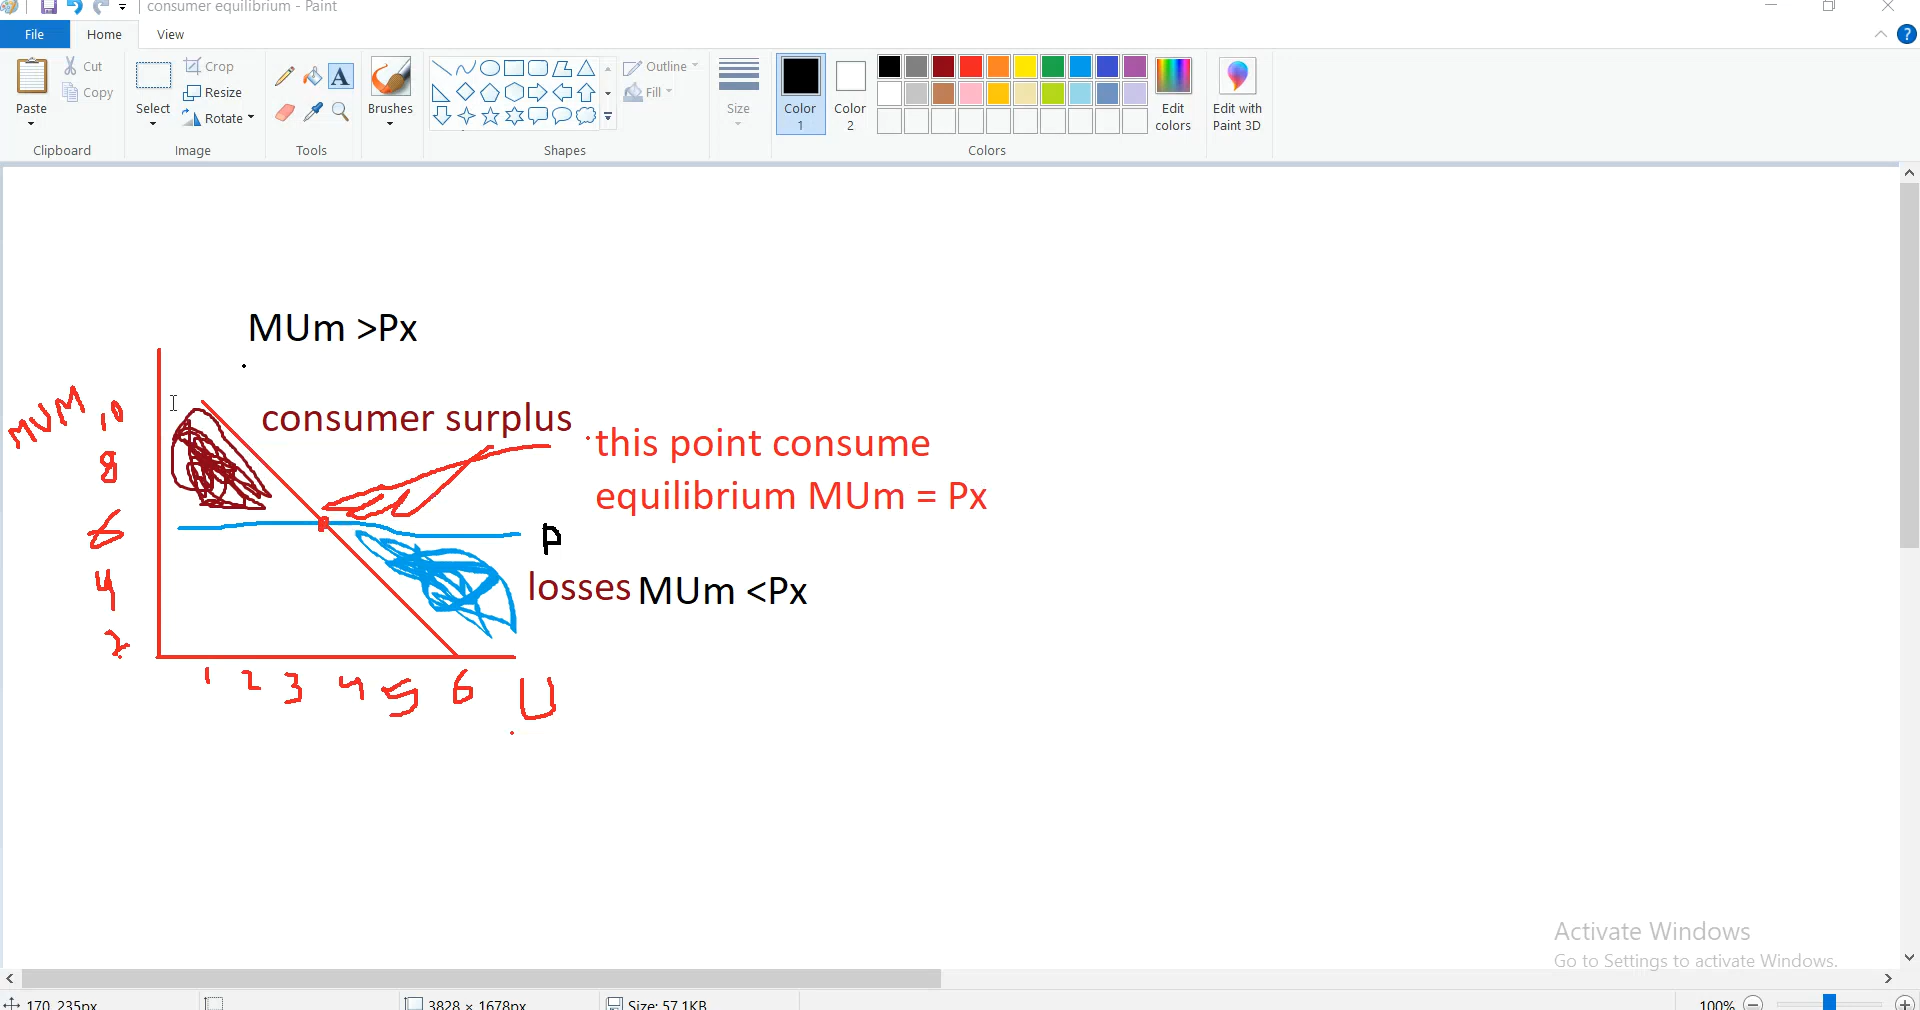 consumer equilibrium - Paint
File
Home
View
Paste
Cut
Copy
Clipboard
Select
Crop
Resize
Rotate
Image
A
Tools
Brushes
Outline
Fill
Shapes
Size
Color 1
Color 2
Edit colors
Edit with Paint 3D
Colors
?
MUm >Px
MUM
10
8
6
4
2
consumer surplus
this point consume
equilibrium MUm = Px
P
losses MUm <Px
1 2 3 4 5 6 U
Activate Windows
Go to Settings to activate Windows.
170, 235px
3828 × 1678px
Size: 57.1KB
100%